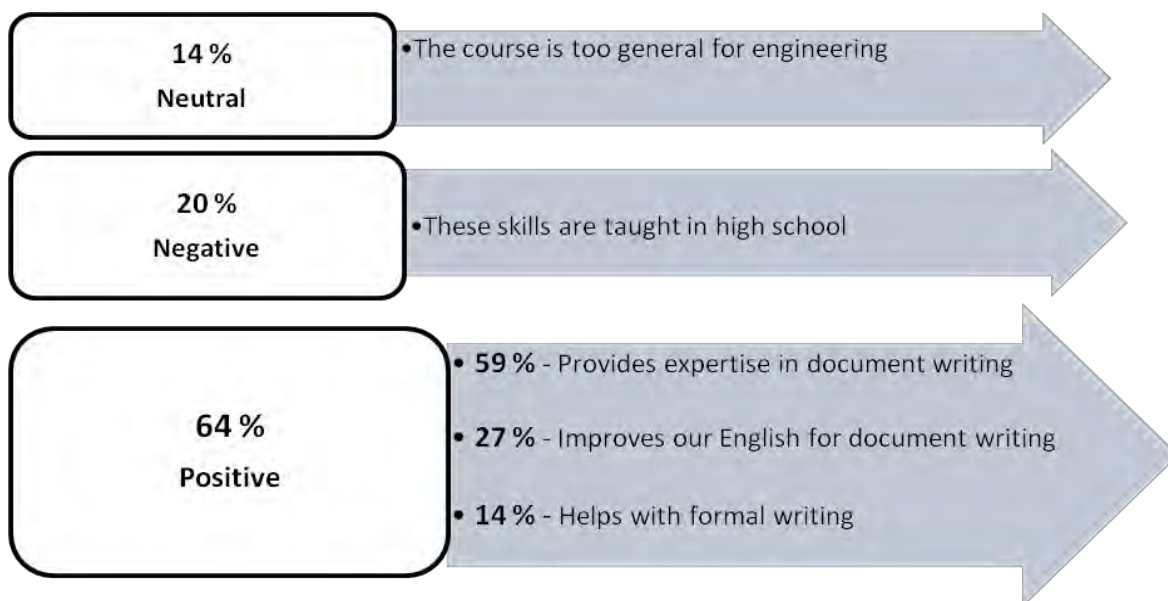 14 %
Neutral
•The course is too general for engineering
20 %
Negative
•These skills are taught in high school
64 %
Positive
• 59 % - Provides expertise in document writing
• 27 % - Improves our English for document writing
• 14 % - Helps with formal writing